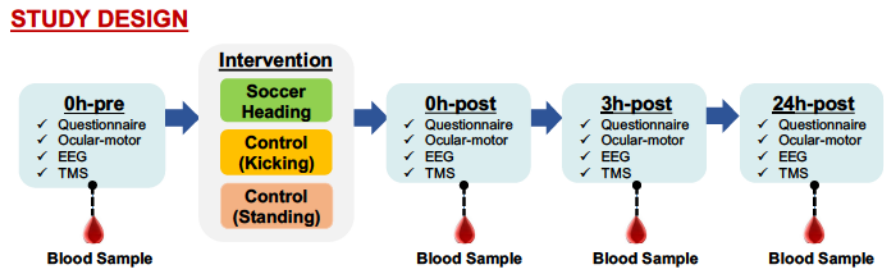 STUDY DESIGN
0h-pre
✓ Questionnaire
✓ Ocular-motor
✓ EEG
✓ TMS
Blood Sample
Intervention
Soccer
Heading
Control
(Kicking)
Control
(Standing)
0h-post
✓ Questionnaire
✓ Ocular-motor
✓ EEG
✓ TMS
Blood Sample
3h-post
✓ Questionnaire
✓ Ocular-motor
✓ EEG
✓ TMS
Blood Sample
24h-post
✓ Questionnaire
✓ Ocular-motor
✓ EEG
✓ TMS
Blood Sample